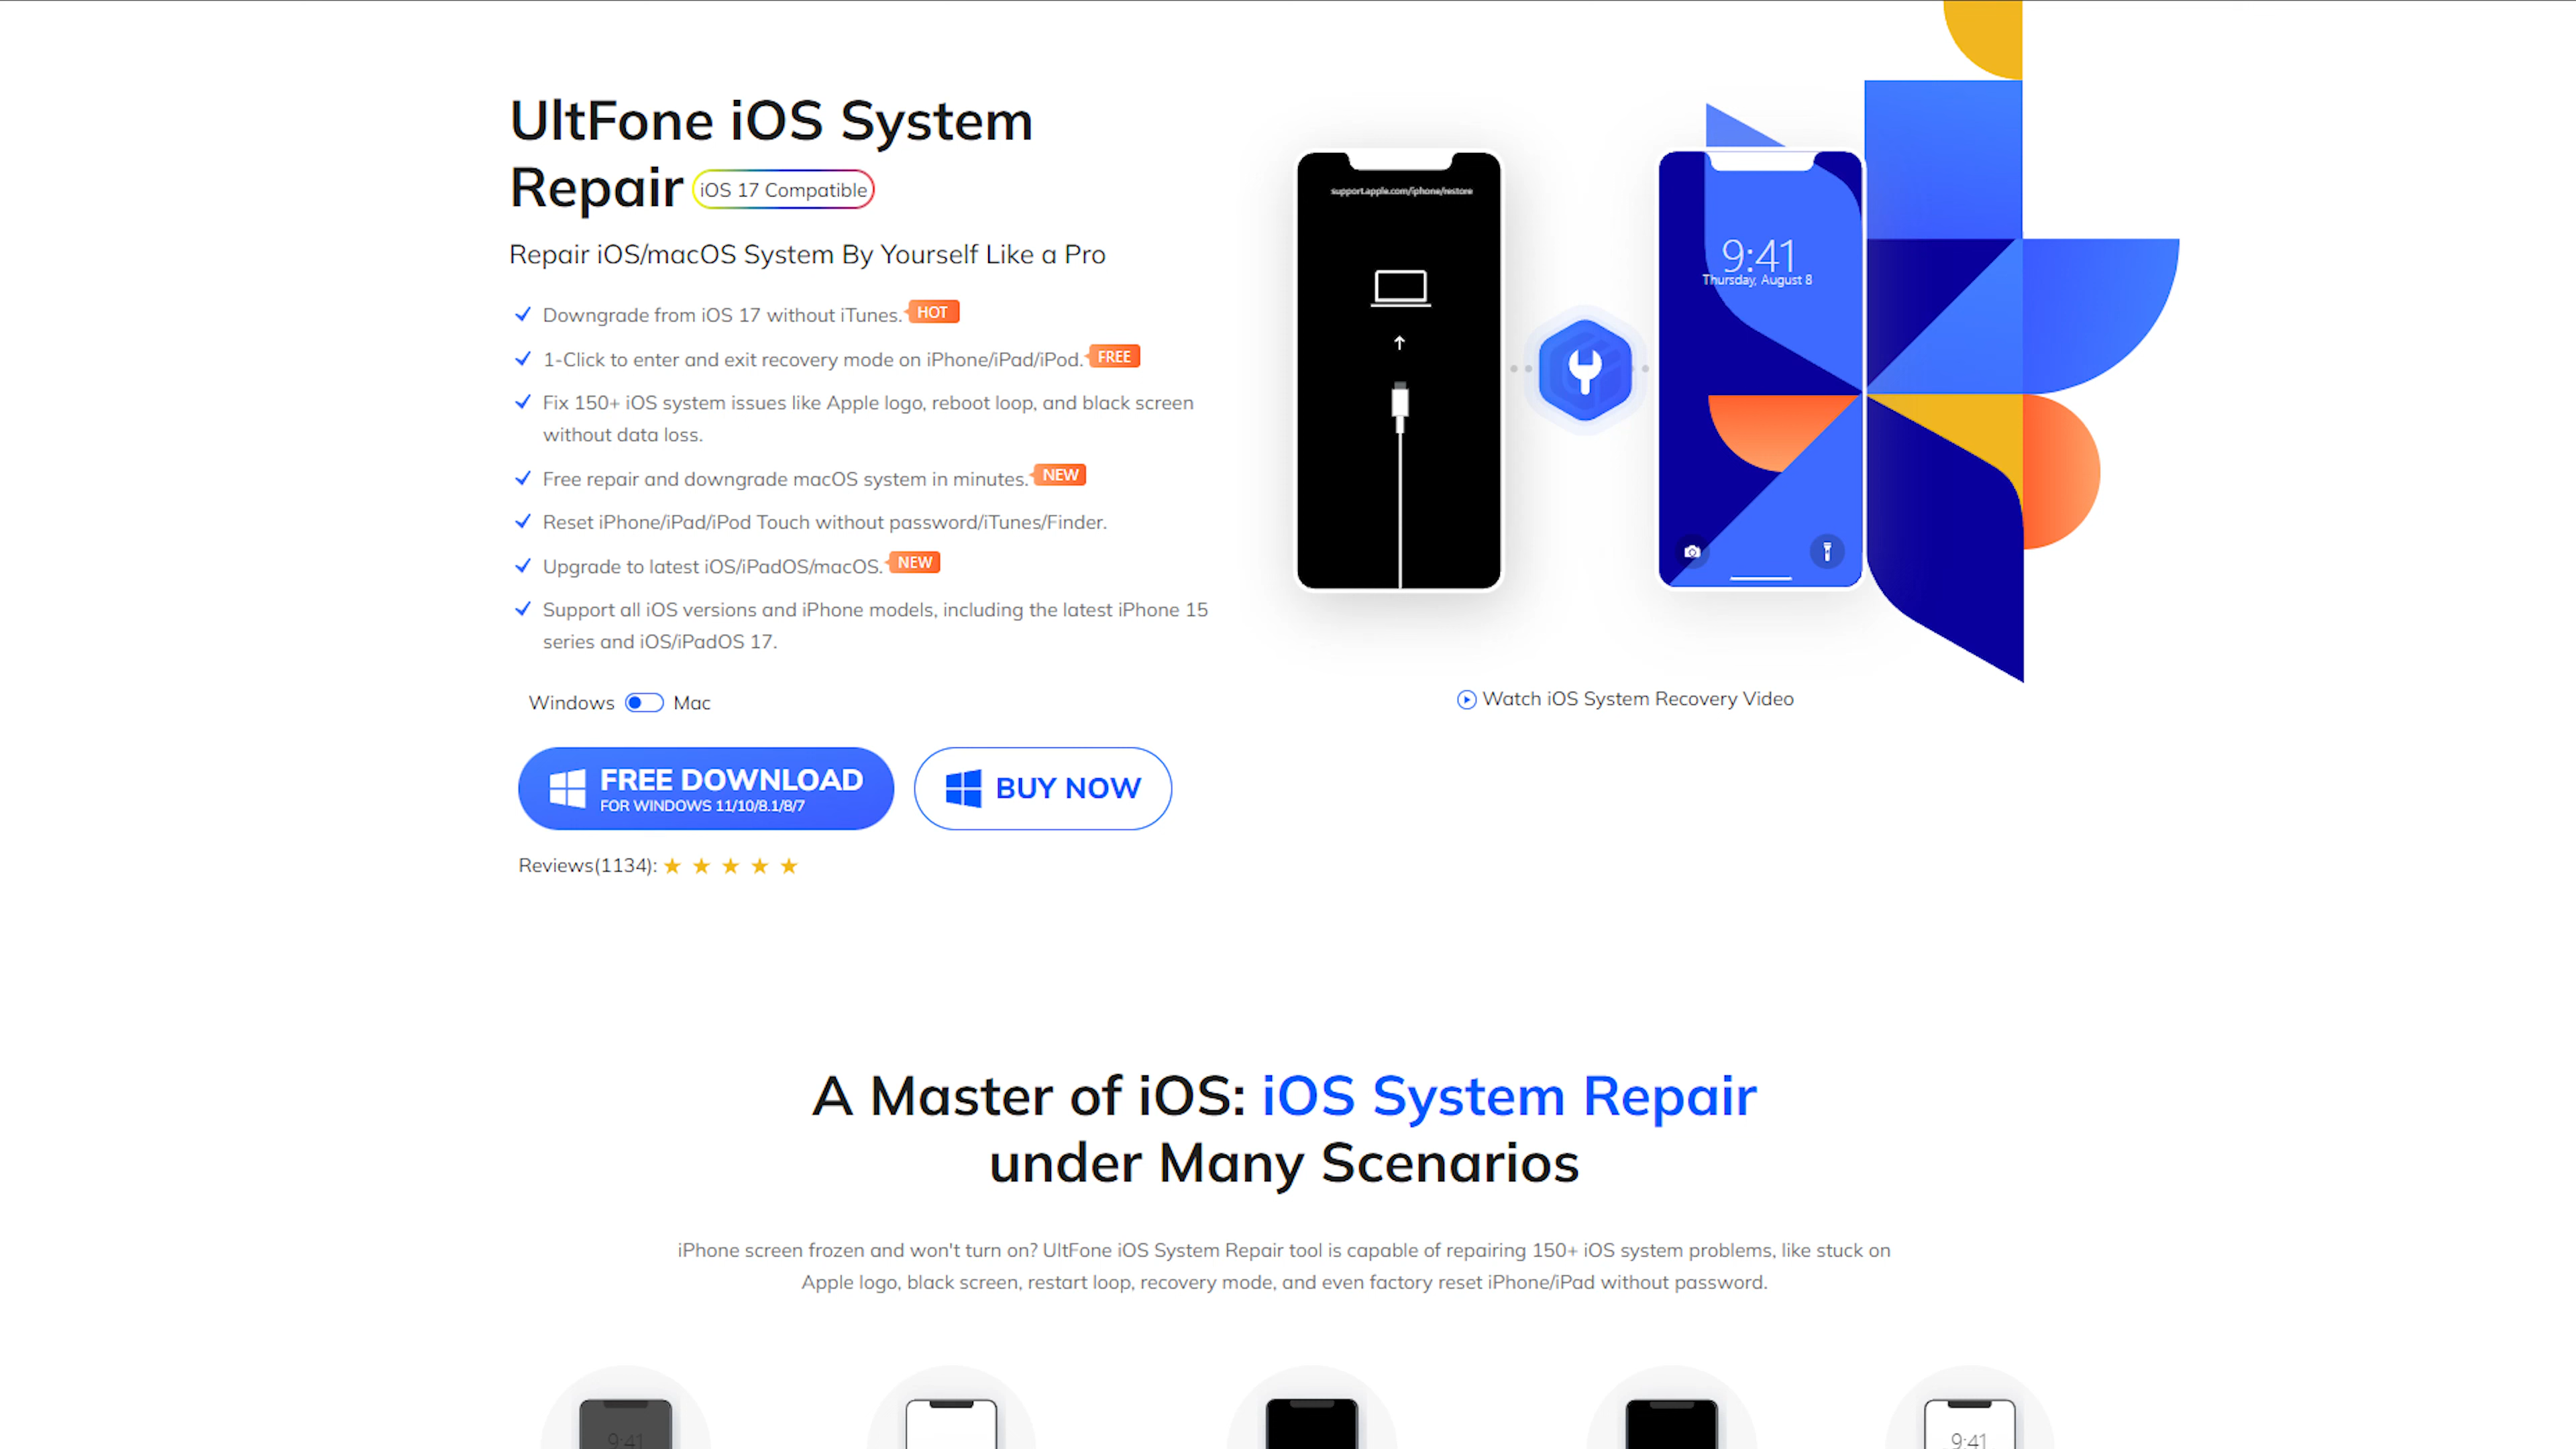 UltFone iOS System
Repair iOS 17 Compatible
Repair iOS/macOS System By Yourself Like a Pro
Downgrade from iOS 17 without iTunes. HOT
1-Click to enter and exit recovery mode on iPhone/iPad/iPod. FREE
Fix 150+ iOS system issues like Apple logo, reboot loop, and black screen
without data loss.
Free repair and downgrade macOS system in minutes. NEW
Reset iPhone/iPad/iPod Touch without password/iTunes/Finder.
Upgrade to latest iOS/iPadOS/macOS. NEW
Support all iOS versions and iPhone models, including the latest iPhone 15
series and iOS/iPadOS 17.
Windows Mac
FREE DOWNLOAD
FOR WINDOWS 11/10/8.1/8/7
BUY NOW
Reviews(1134):
support.apple.com/iphone/restore
9:41
Thursday, August 8
Watch iOS System Recovery Video
A Master of iOS: iOS System Repair
under Many Scenarios
iPhone screen frozen and won't turn on? UltFone iOS System Repair tool is capable of repairing 150+ iOS system problems, like stuck on
Apple logo, black screen, restart loop, recovery mode, and even factory reset iPhone/iPad without password.
9:41
9:41